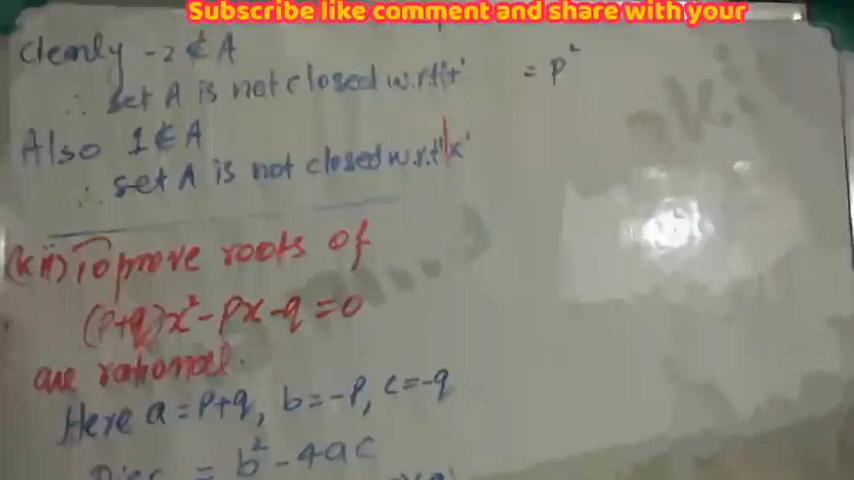 Subscribe like comment and share with your
Clearly -2 ∉ A
∴ set A is not closed w.r.t '+'
= p²
Also 1 ∉ A
∴ set A is not closed w.r.t 'x'
(xii) To prove roots of
(p+q)x² - px - q = 0
are rational.
Here a = p+q, b = -p, c = -q
Disc = b² - 4ac